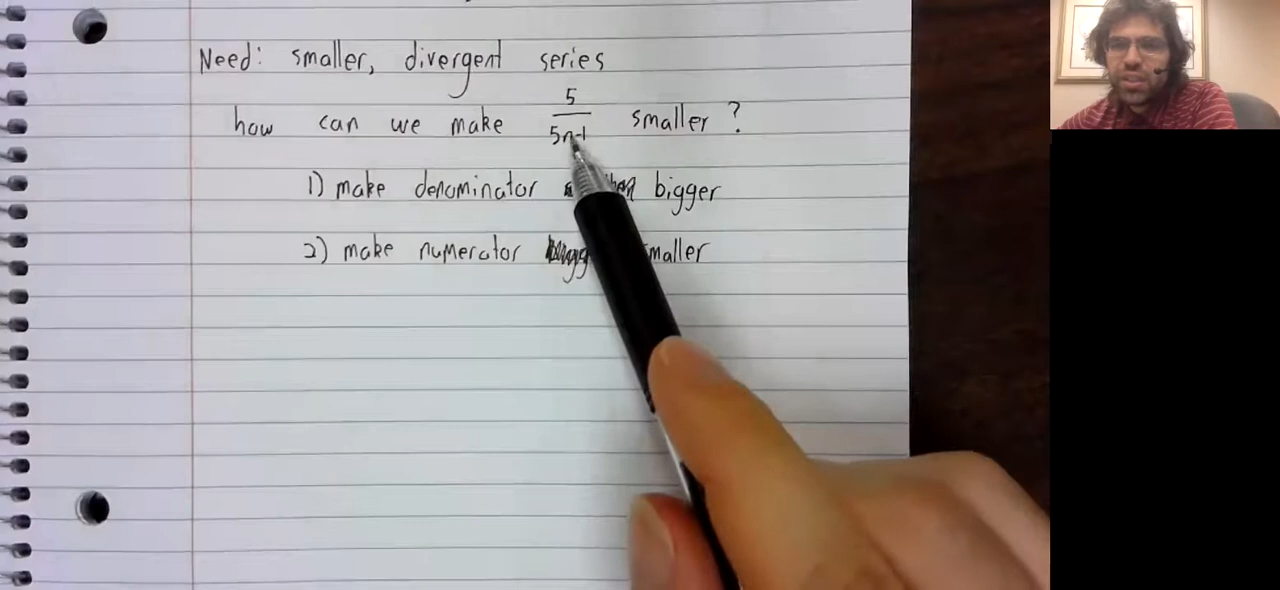 Need: smaller, divergent series
how can we make 5/(5n-1) smaller?
1) make denominator bigger
2) make numerator smaller